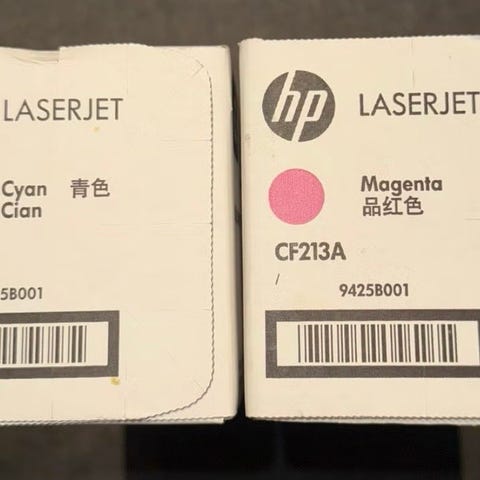 LASERJET
Cyan 青色
Cian
5B001
hp LASERJET
Magenta
品红色
CF213A
9425B001